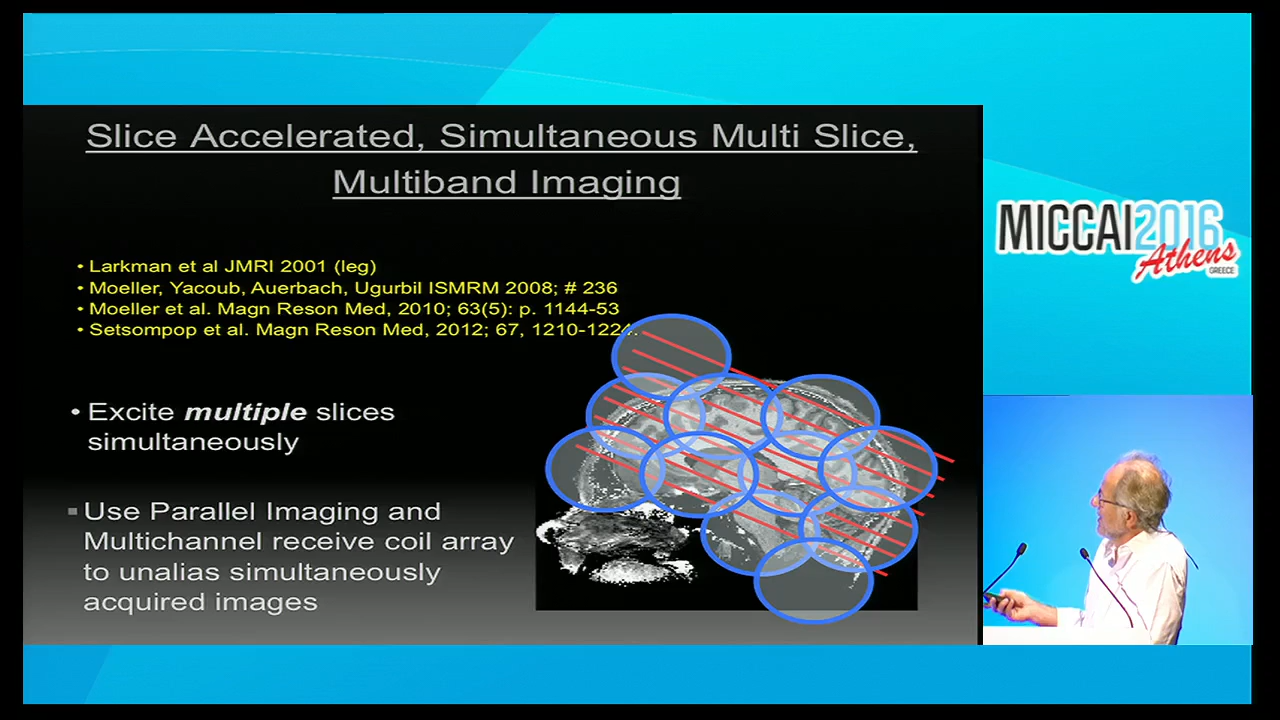 Slice Accelerated, Simultaneous Multi Slice,
Multiband Imaging
• Larkman et al JMRI 2001 (leg)
• Moeller, Yacoub, Auerbach, Ugurbil ISMRM 2008; # 236
• Moeller et al. Magn Reson Med, 2010; 63(5): p. 1144-53
• Setsompop et al. Magn Reson Med, 2012; 67, 1210-1224.
• Excite multiple slices
simultaneously
▪ Use Parallel Imaging and
Multichannel receive coil array
to unalias simultaneously
acquired images
MICCAI2016
Athens
GREECE